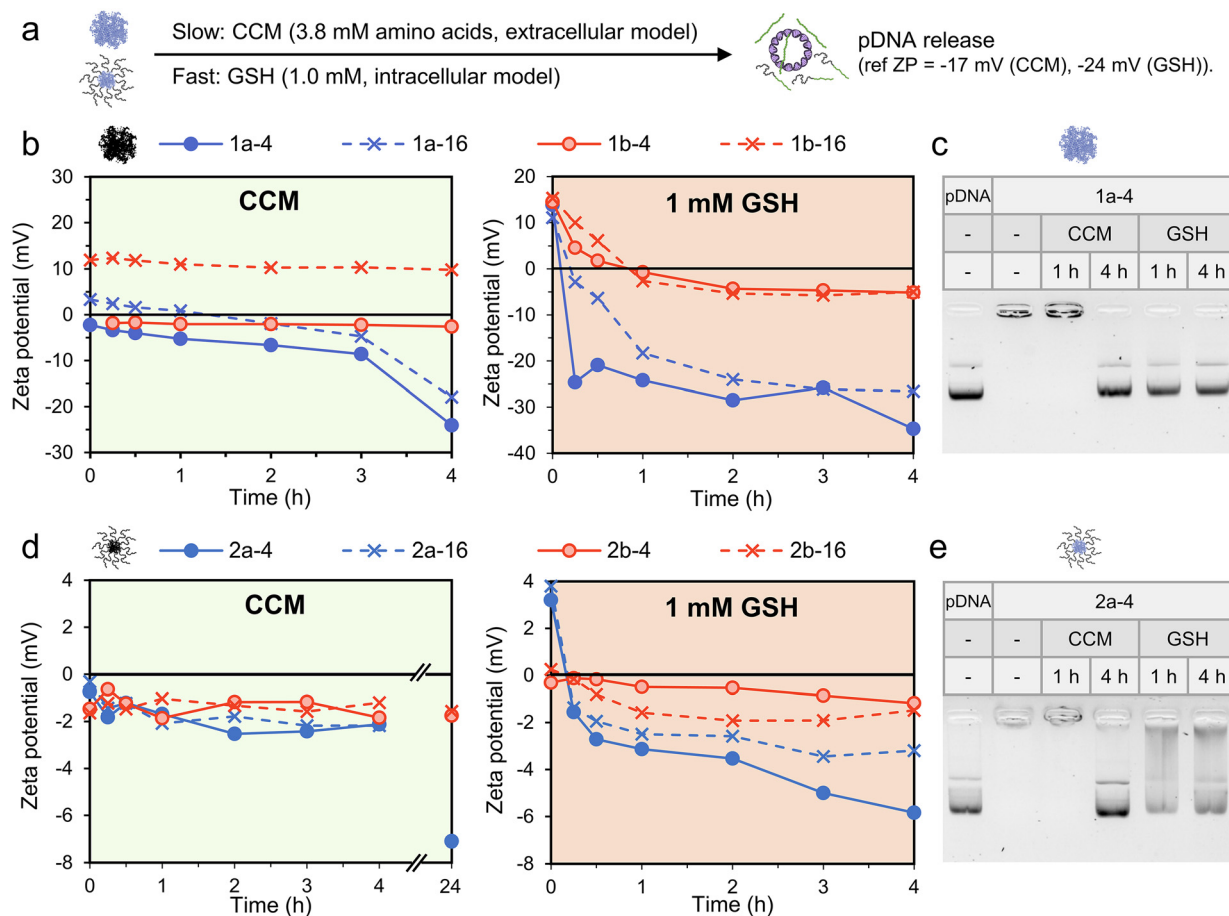 a
Slow: CCM (3.8 mM amino acids, extracellular model)
Fast: GSH (1.0 mM, intracellular model)
pDNA release
(ref ZP = -17 mV (CCM), -24 mV (GSH)).
b
1a-4 1a-16 1b-4 1b-16
CCM
Zeta potential (mV)
30
20
10
0
-10
-20
-30
0 1 2 3 4
Time (h)
1 mM GSH
Zeta potential (mV)
20
10
0
-10
-20
-30
-40
0 1 2 3 4
Time (h)
c
pDNA 1a-4
- - CCM GSH
- - 1 h 4 h 1 h 4 h
d
2a-4 2a-16 2b-4 2b-16
CCM
Zeta potential (mV)
4
2
0
-2
-4
-6
-8
0 1 2 3 4 24
Time (h)
1 mM GSH
Zeta potential (mV)
4
2
0
-2
-4
-6
-8
0 1 2 3 4
Time (h)
e
pDNA 2a-4
- - CCM GSH
- - 1 h 4 h 1 h 4 h